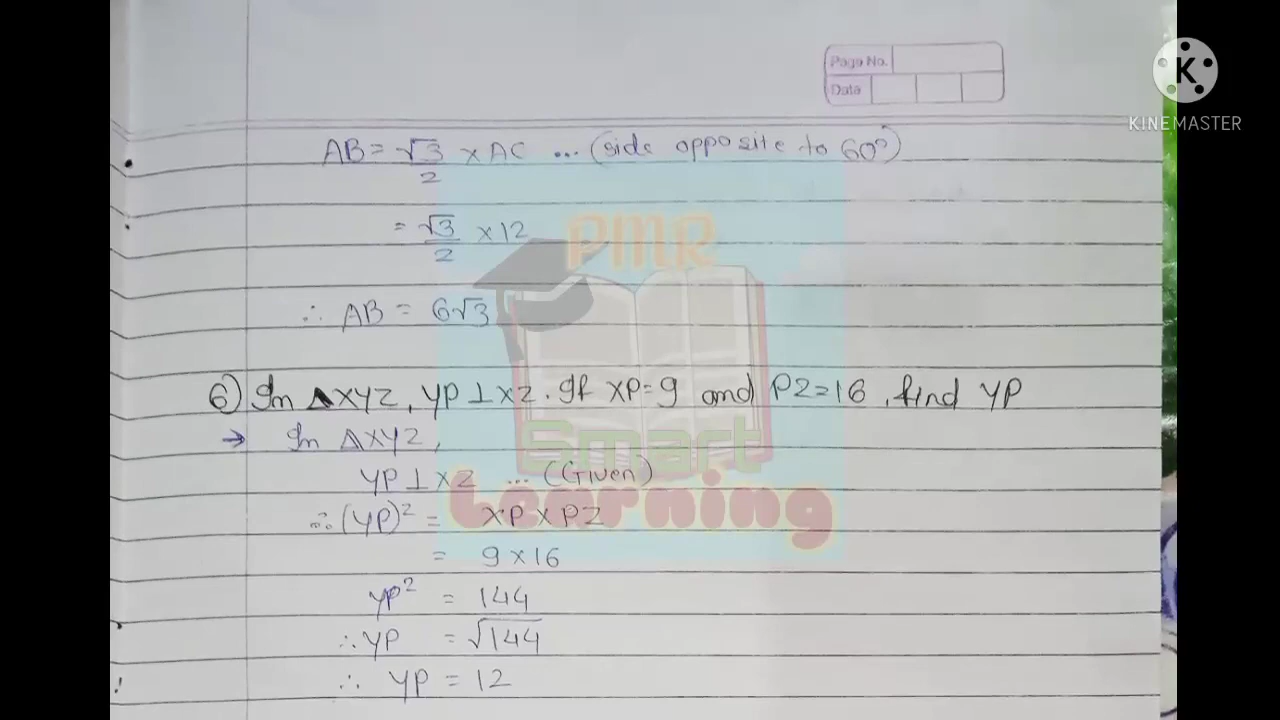 Page No.
Data
K
KINEMASTER
AB = √3/2 × AC ... (side opposite to 60°)
= √3/2 × 12
∴ AB = 6√3
PMR
6) In △XYZ, YP ⊥ XZ. If XP = 9 and PZ = 16, find YP
→ In △XYZ,
Smart
YP ⊥ XZ ... (Given)
Learning
∴ (YP)² = XP × PZ
= 9 × 16
YP² = 144
∴ YP = √144
∴ YP = 12